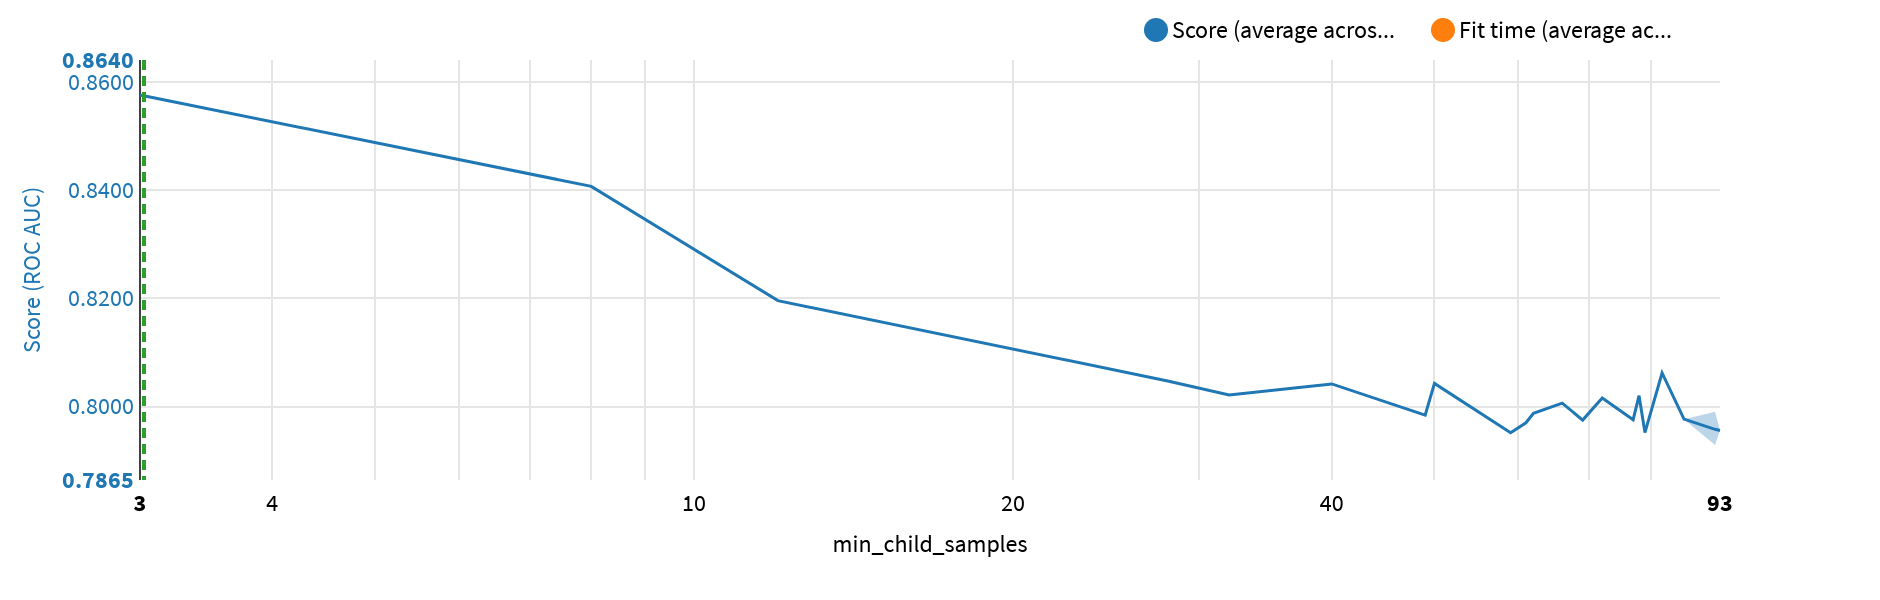 Score (average acros... Fit time (average ac...
0.8640
0.8600
0.8400
0.8200
0.8000
0.7865
Score (ROC AUC)
3 4 10 20 40 93
min_child_samples